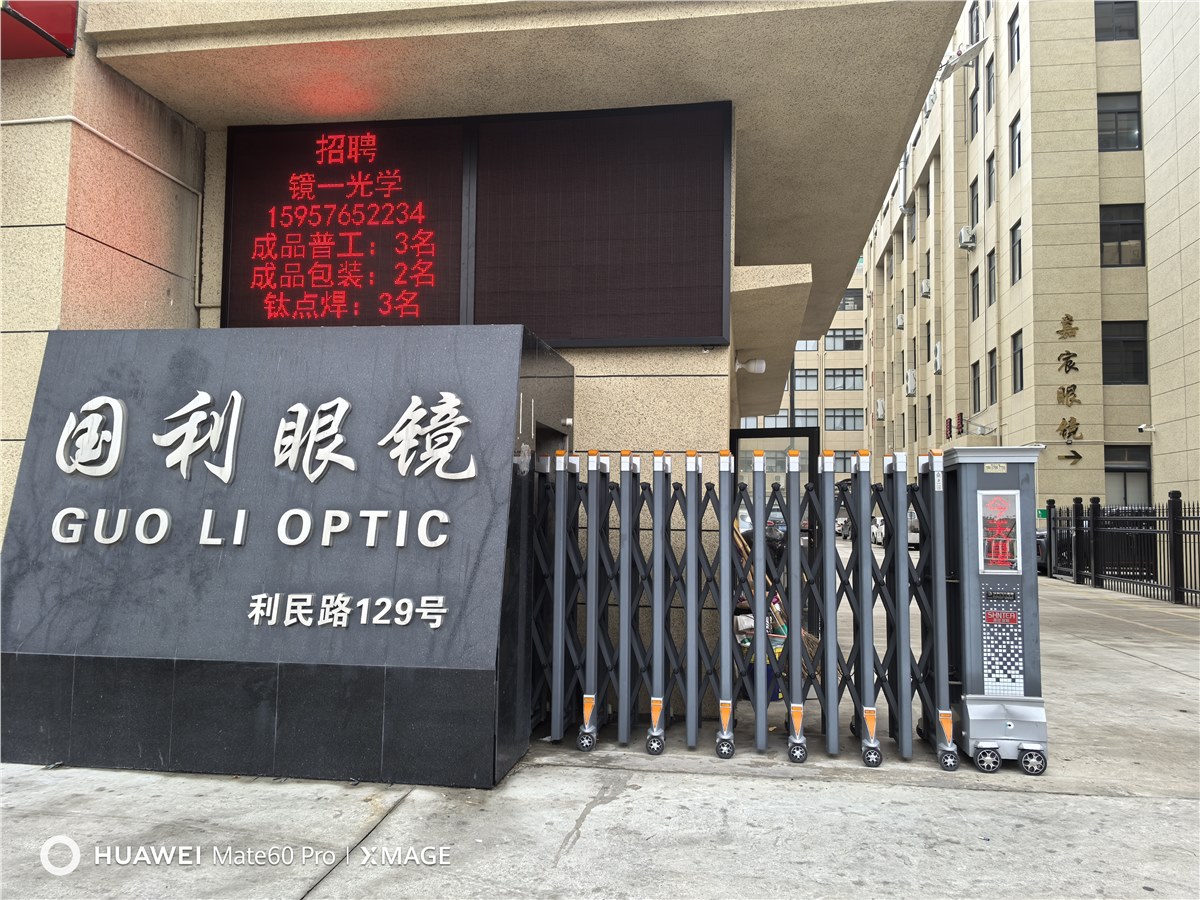 招聘
镜一光学
15957652234
成品普工：3名
成品包装：2名
钛点焊：3名
国利眼镜
GUO LI OPTIC
利民路129号
嘉宸眼镜→
HUAWEI Mate60 Pro | XMAGE